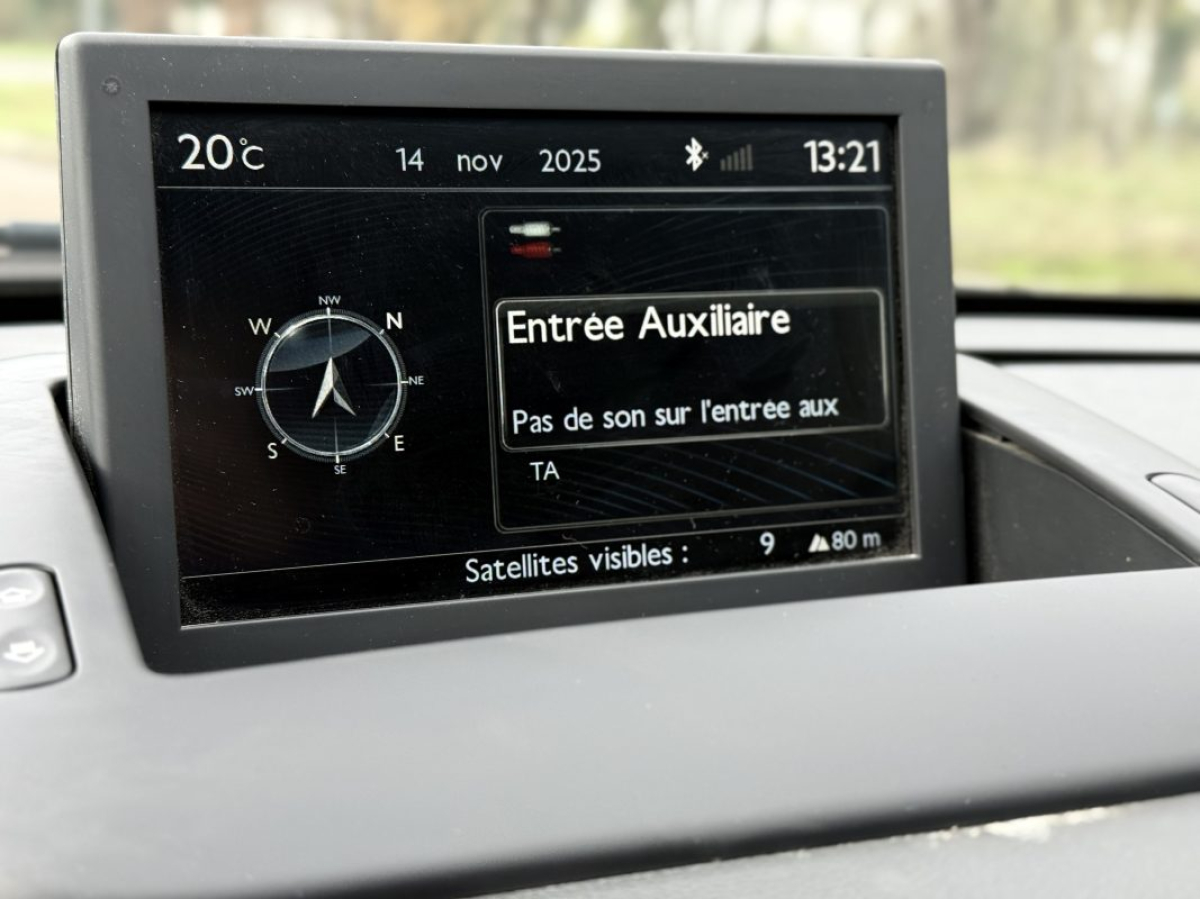 20°C 14 nov 2025 13:21
NW
W N
SW NE
S E
SE
Entrée Auxiliaire
Pas de son sur l'entrée aux
TA
Satellites visibles : 9 80 m